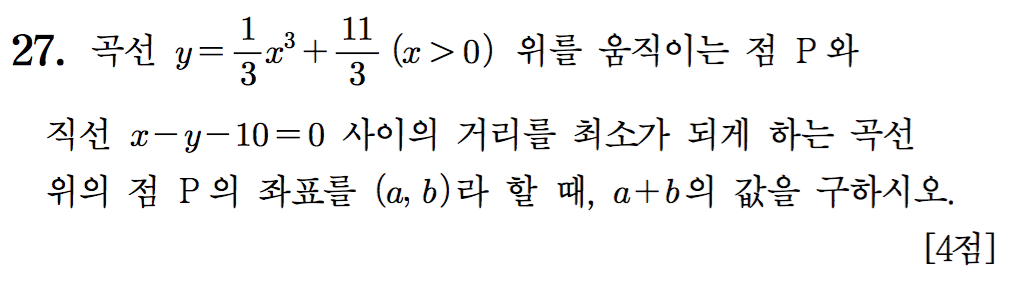 27. 곡선 $y=\frac{1}{3}x^3+\frac{11}{3}$ $(x>0)$ 위를 움직이는 점 P와
직선 $x-y-10=0$ 사이의 거리를 최소가 되게 하는 곡선
위의 점 P의 좌표를 $(a, b)$라 할 때, $a+b$의 값을 구하시오.
[4점]